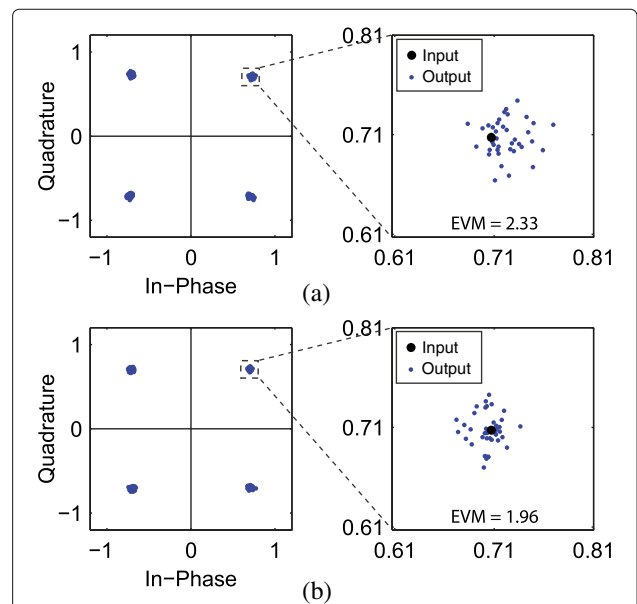 1
0
−1
Quadrature
−1 0 1
In−Phase
0.81
0.71
0.61
Input
Output
EVM = 2.33
0.61 0.71 0.81
(a)
1
0
−1
Quadrature
−1 0 1
In−Phase
0.81
0.71
0.61
Input
Output
EVM = 1.96
0.61 0.71 0.81
(b)